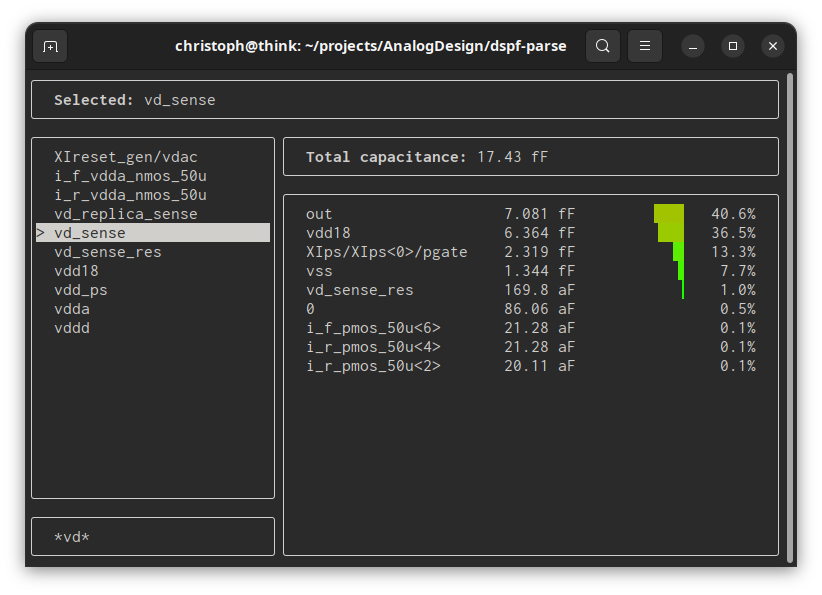 christoph@think: ~/projects/AnalogDesign/dspf-parse
Selected: vd_sense
XIreset_gen/vdac
i_f_vdda_nmos_50u
i_r_vdda_nmos_50u
vd_replica_sense
> vd_sense
vd_sense_res
vdd18
vdd_ps
vdda
vddd
*vd*
Total capacitance: 17.43 fF
out 7.081 fF 40.6%
vdd18 6.364 fF 36.5%
XIps/XIps<0>/pgate 2.319 fF 13.3%
vss 1.344 fF 7.7%
vd_sense_res 169.8 aF 1.0%
0 86.06 aF 0.5%
i_f_pmos_50u<6> 21.28 aF 0.1%
i_r_pmos_50u<4> 21.28 aF 0.1%
i_r_pmos_50u<2> 20.11 aF 0.1%